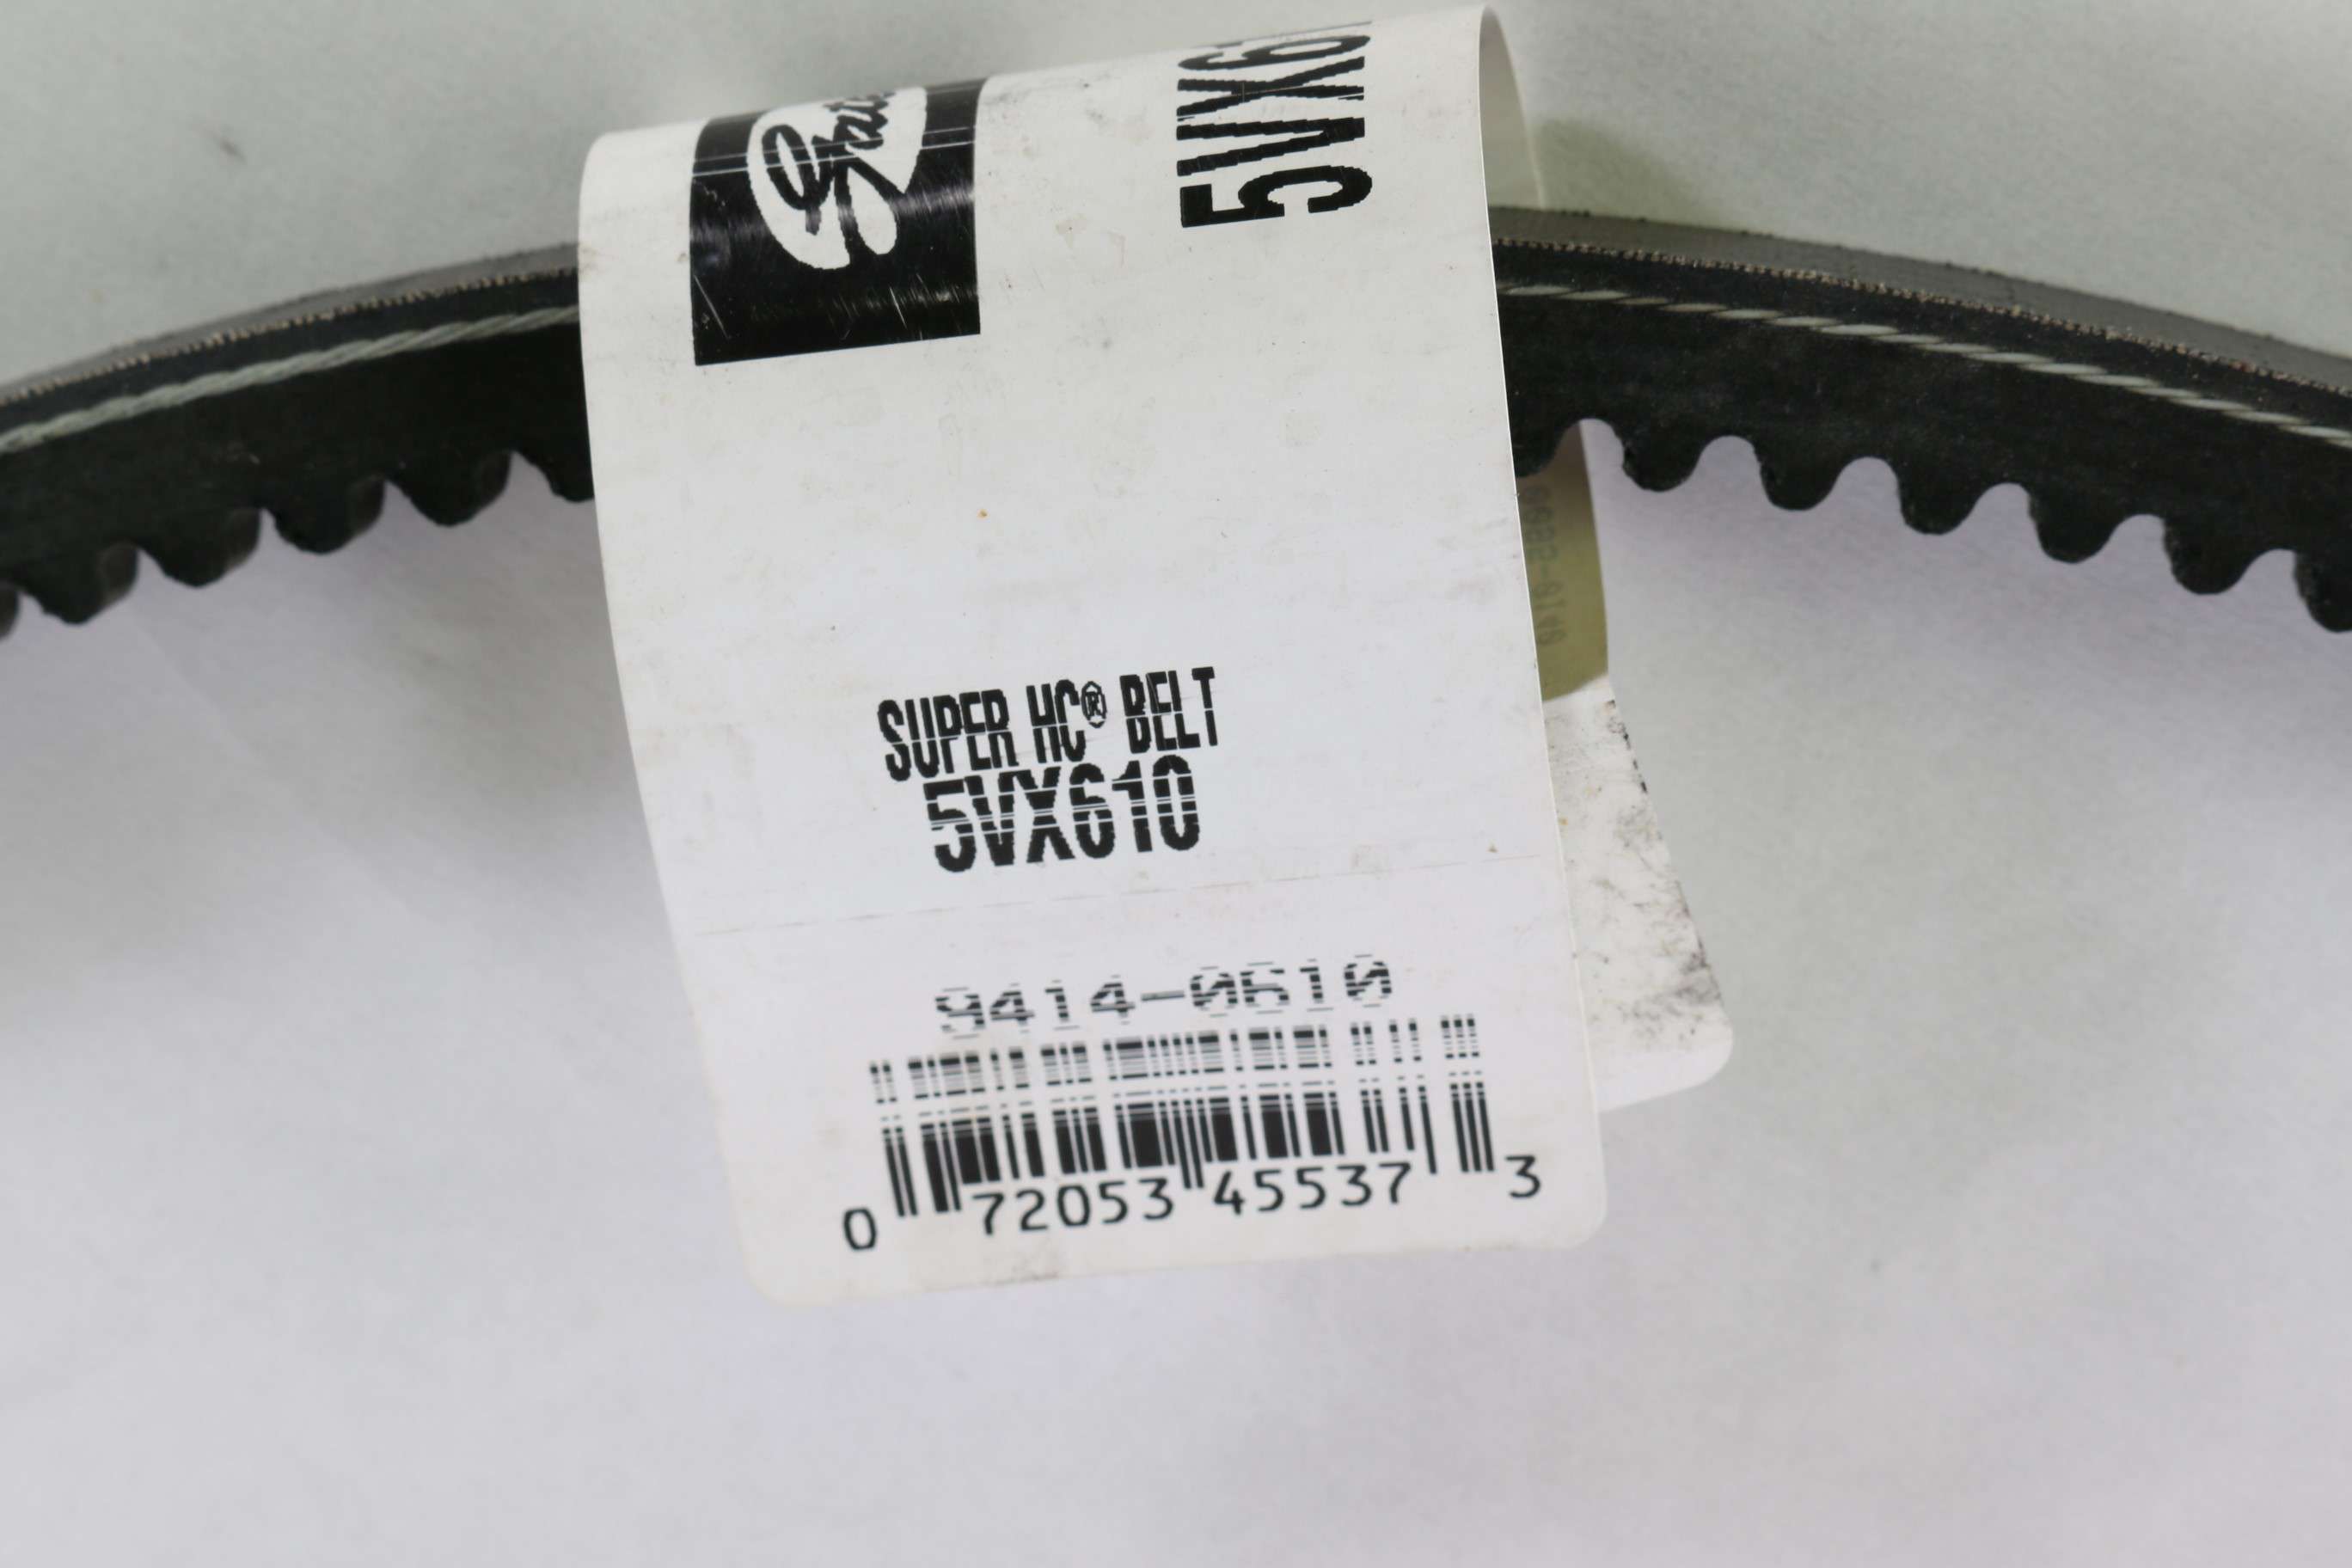 5VX6
SUPER HC® BELT
5VX610
9414-0610
0 72053 45537 3